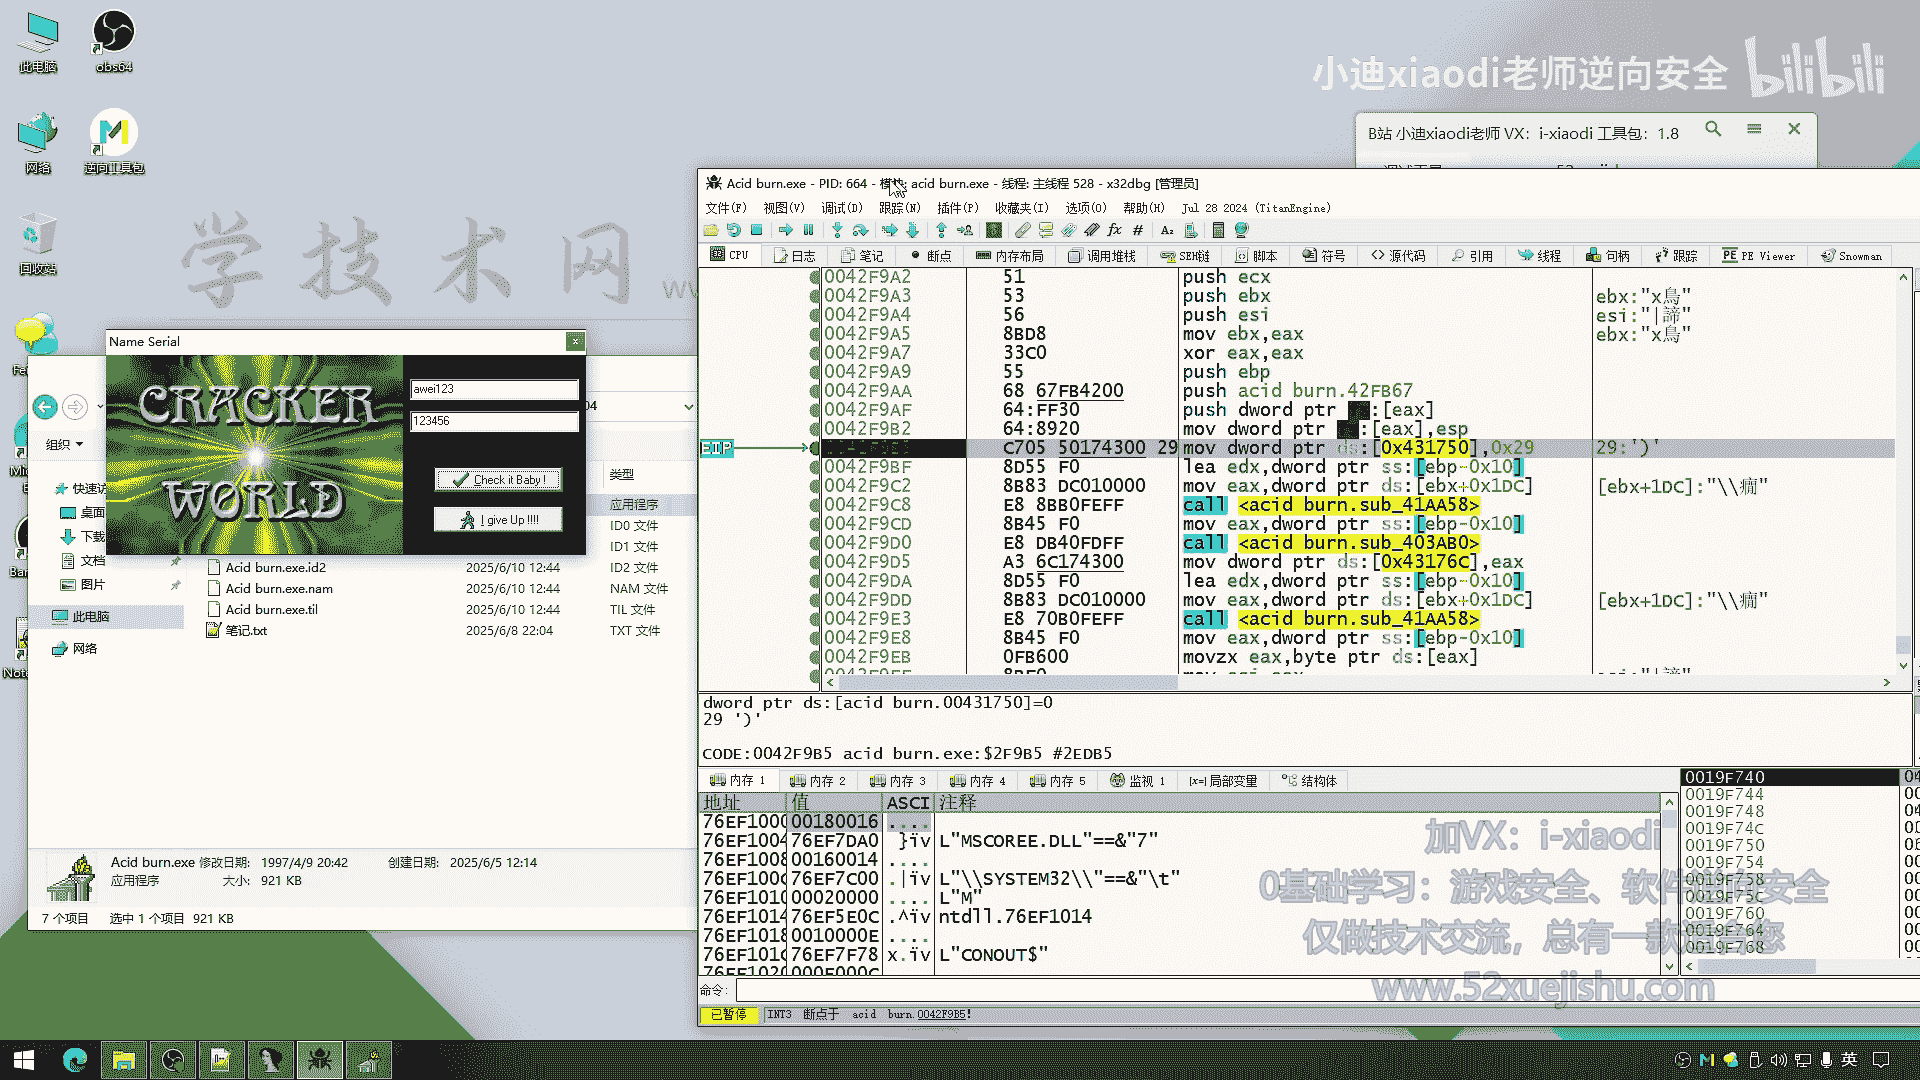 此电脑
obs64
网络
逆向工具包
回收站
小迪xiaodi老师逆向安全 bilibili
B站 小迪xiaodi老师 VX：i-xiaodi 工具包：1.8
学技术网
Name Serial
CRACKER
WORLD
awei123
123456
Check it Baby !
I give Up !!!!
组织
快速访
桌面
下载
文档
图片
此电脑
网络
类型
应用程序
ID0 文件
ID1 文件
Acid burn.exe.id2 2025/6/10 12:44 ID2 文件
Acid burn.exe.nam 2025/6/10 12:44 NAM 文件
Acid burn.exe.til 2025/6/10 12:44 TIL 文件
笔记.txt 2025/6/8 22:04 TXT 文件
Acid burn.exe 修改日期: 1997/4/9 20:42 创建日期: 2025/6/5 12:14
应用程序 大小: 921 KB
7 个项目 选中 1 个项目 921 KB
Acid burn.exe - PID: 664 - 模块: acid burn.exe - 线程: 主线程 528 - x32dbg [管理员]
文件(F) 视图(V) 调试(D) 跟踪(N) 插件(P) 收藏夹(I) 选项(O) 帮助(H) Jul 28 2024 (TitanEngine)
CPU 日志 笔记 断点 内存布局 调用堆栈 SEH链 脚本 符号 源代码 引用 线程 句柄 跟踪 PE Viewer Snowman
0042F9A2 51 push ecx
0042F9A3 53 push ebx ebx:"x鳥"
0042F9A4 56 push esi esi:"|諦"
0042F9A5 8BD8 mov ebx,eax ebx:"x鳥"
0042F9A7 33C0 xor eax,eax
0042F9A9 55 push ebp
0042F9AA 68 67FB4200 push acid burn.42FB67
0042F9AF 64:FF30 push dword ptr :[eax]
0042F9B2 64:8920 mov dword ptr :[eax],esp
EIP C705 50174300 29 mov dword ptr ds:[0x431750],0x29 29:')'
0042F9BF 8D55 F0 lea edx,dword ptr ss:[ebp-0x10]
0042F9C2 8B83 DC010000 mov eax,dword ptr ds:[ebx+0x1DC] [ebx+1DC]:"\\癎"
0042F9C8 E8 8BB0FEFF call <acid burn.sub_41AA58>
0042F9CD 8B45 F0 mov eax,dword ptr ss:[ebp-0x10]
0042F9D0 E8 DB40FDFF call <acid burn.sub_403AB0>
0042F9D5 A3 6C174300 mov dword ptr ds:[0x43176C],eax
0042F9DA 8D55 F0 lea edx,dword ptr ss:[ebp-0x10]
0042F9DD 8B83 DC010000 mov eax,dword ptr ds:[ebx+0x1DC] [ebx+1DC]:"\\癎"
0042F9E3 E8 70B0FEFF call <acid burn.sub_41AA58>
0042F9E8 8B45 F0 mov eax,dword ptr ss:[ebp-0x10]
0042F9EB 0FB600 movzx eax,byte ptr ds:[eax]
dword ptr ds:[acid burn.00431750]=0
29 ')'
CODE:0042F9B5 acid burn.exe:$2F9B5 #2EDB5
内存 1 内存 2 内存 3 内存 4 内存 5 监视 1 [x=]局部变量 结构体
地址 值 ASCI 注释
76EF1000 00180016 ....
76EF1004 76EF7DA0 }ïv L"MSCOREE.DLL"==&"7"
76EF1008 00160014 ....
76EF100C 76EF7C00 .|ïv L"\\SYSTEM32\\"==&"\t"
76EF1010 00020000 .... L"M"
76EF1014 76EF5E0C .^ïv ntdll.76EF1014
76EF1018 0010000E ....
76EF101C 76EF7F78 x.ïv L"CONOUT$"
76EF1020 000F000C
0019F740
0019F744
0019F748
0019F74C
0019F750
0019F754
0019F758
0019F75C
0019F760
0019F764
0019F768
加VX：i-xiaodi
0基础学习：游戏安全、软件逆向安全
仅做技术交流，总有一款适合您
www.52xuejishu.com
命令:
已暂停 INT3 断点于 acid burn.0042F9B5!
英